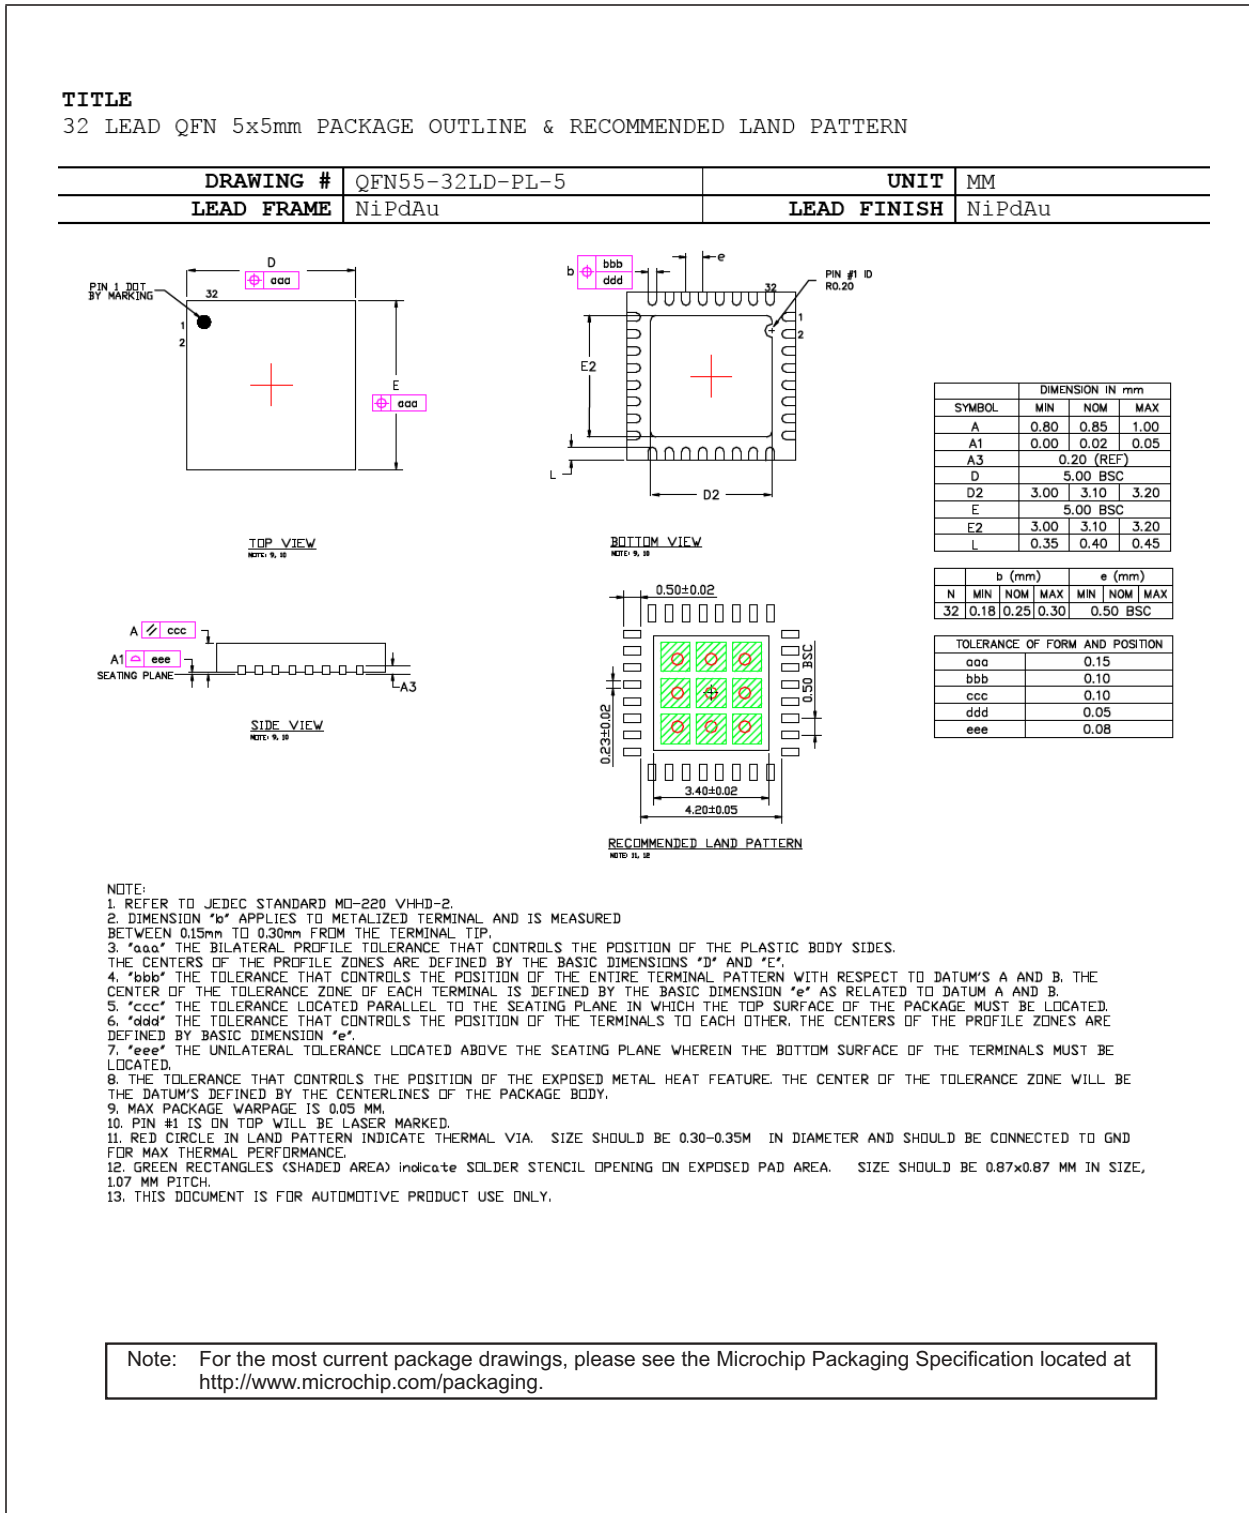 TITLE
32 LEAD QFN 5x5mm PACKAGE OUTLINE & RECOMMENDED LAND PATTERN
DRAWING # QFN55-32LD-PL-5 UNIT MM
LEAD FRAME NiPdAu LEAD FINISH NiPdAu
D
aaa
PIN 1 DOT
BY MARKING
32
1
2
E
aaa
TOP VIEW
NOTE: 9, 10
b bbb
ddd
e
32
PIN #1 ID
R0.20
1
2
E2
L
D2
BOTTOM VIEW
NOTE: 9, 10
DIMENSION IN mm
SYMBOL MIN NOM MAX
A 0.80 0.85 1.00
A1 0.00 0.02 0.05
A3 0.20 (REF)
D 5.00 BSC
D2 3.00 3.10 3.20
E 5.00 BSC
E2 3.00 3.10 3.20
L 0.35 0.40 0.45
b (mm) e (mm)
N MIN NOM MAX MIN NOM MAX
32 0.18 0.25 0.30 0.50 BSC
TOLERANCE OF FORM AND POSITION
aaa 0.15
bbb 0.10
ccc 0.10
ddd 0.05
eee 0.08
A ccc
A1 eee
SEATING PLANE
A3
SIDE VIEW
NOTE: 9, 10
0.50±0.02
0.50 BSC
0.23±0.02
3.40±0.02
4.20±0.05
RECOMMENDED LAND PATTERN
NOTE: 11, 12
NOTE:
1. REFER TO JEDEC STANDARD MO-220 VHHD-2.
2. DIMENSION "b" APPLIES TO METALIZED TERMINAL AND IS MEASURED
BETWEEN 0.15mm TO 0.30mm FROM THE TERMINAL TIP.
3. "aaa" THE BILATERAL PROFILE TOLERANCE THAT CONTROLS THE POSITION OF THE PLASTIC BODY SIDES.
THE CENTERS OF THE PROFILE ZONES ARE DEFINED BY THE BASIC DIMENSIONS "D" AND "E".
4. "bbb" THE TOLERANCE THAT CONTROLS THE POSITION OF THE ENTIRE TERMINAL PATTERN WITH RESPECT TO DATUM'S A AND B. THE
CENTER OF THE TOLERANCE ZONE OF EACH TERMINAL IS DEFINED BY THE BASIC DIMENSION "e" AS RELATED TO DATUM A AND B.
5. "ccc" THE TOLERANCE LOCATED PARALLEL TO THE SEATING PLANE IN WHICH THE TOP SURFACE OF THE PACKAGE MUST BE LOCATED.
6. "ddd" THE TOLERANCE THAT CONTROLS THE POSITION OF THE TERMINALS TO EACH OTHER. THE CENTERS OF THE PROFILE ZONES ARE
DEFINED BY BASIC DIMENSION "e".
7. "eee" THE UNILATERAL TOLERANCE LOCATED ABOVE THE SEATING PLANE WHEREIN THE BOTTOM SURFACE OF THE TERMINALS MUST BE
LOCATED.
8. THE TOLERANCE THAT CONTROLS THE POSITION OF THE EXPOSED METAL HEAT FEATURE. THE CENTER OF THE TOLERANCE ZONE WILL BE
THE DATUM'S DEFINED BY THE CENTERLINES OF THE PACKAGE BODY.
9. MAX PACKAGE WARPAGE IS 0.05 MM.
10. PIN #1 IS ON TOP WILL BE LASER MARKED.
11. RED CIRCLE IN LAND PATTERN INDICATE THERMAL VIA. SIZE SHOULD BE 0.30-0.35M IN DIAMETER AND SHOULD BE CONNECTED TO GND
FOR MAX THERMAL PERFORMANCE.
12. GREEN RECTANGLES (SHADED AREA) indicate SOLDER STENCIL OPENING ON EXPOSED PAD AREA. SIZE SHOULD BE 0.87x0.87 MM IN SIZE,
1.07 MM PITCH.
13. THIS DOCUMENT IS FOR AUTOMOTIVE PRODUCT USE ONLY.
Note: For the most current package drawings, please see the Microchip Packaging Specification located at
http://www.microchip.com/packaging.